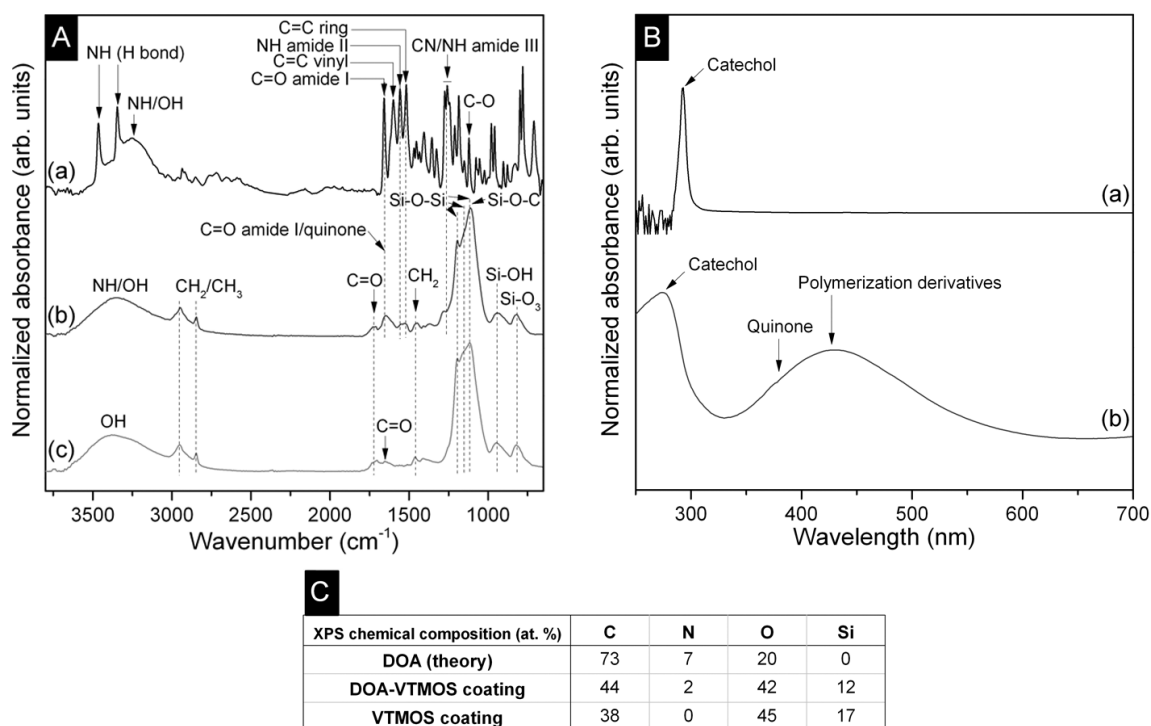 A
C=C ring
NH amide II
C=C vinyl
C=O amide I
CN/NH amide III
NH (H bond)
NH/OH
C-O
(a)
Si-O-Si
Si-O-C
C=O amide I/quinone
NH/OH
CH2/CH3
C=O
CH2
Si-OH
Si-O3
(b)
OH
C=O
(c)
Normalized absorbance (arb. units)
3500 3000 2500 2000 1500 1000
Wavenumber (cm-1)
B
Catechol
(a)
Catechol
Polymerization derivatives
Quinone
(b)
Normalized absorbance (arb. units)
300 400 500 600 700
Wavelength (nm)
C
XPS chemical composition (at. %) C N O Si
DOA (theory) 73 7 20 0
DOA-VTMOS coating 44 2 42 12
VTMOS coating 38 0 45 17